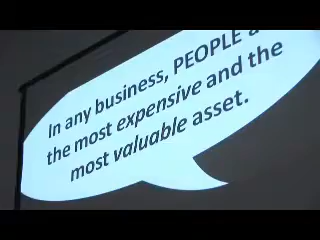 In any business, PEOPLE
the most expensive and the
most valuable asset.